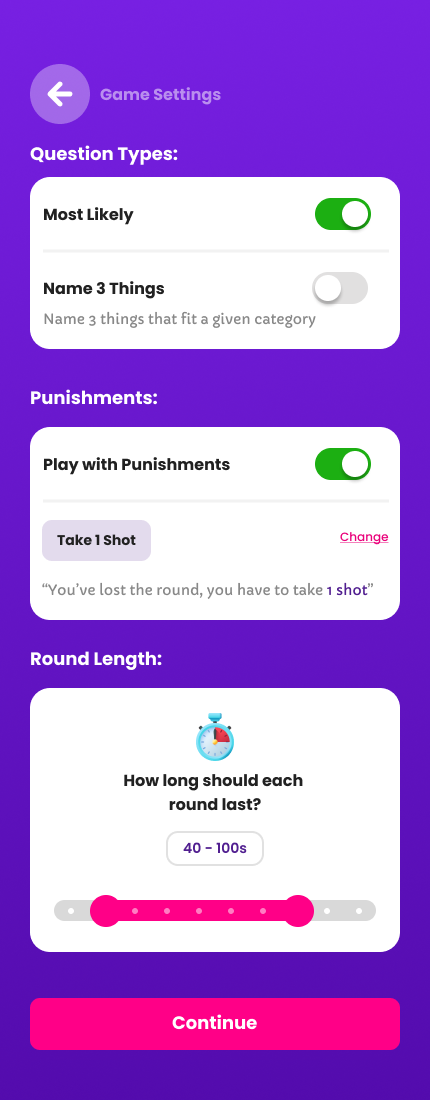 Game Settings
Question Types:
Most Likely
Name 3 Things
Name 3 things that fit a given category
Punishments:
Play with Punishments
Take 1 Shot
Change
“You’ve lost the round, you have to take 1 shot”
Round Length:
How long should each
round last?
40 - 100s
Continue